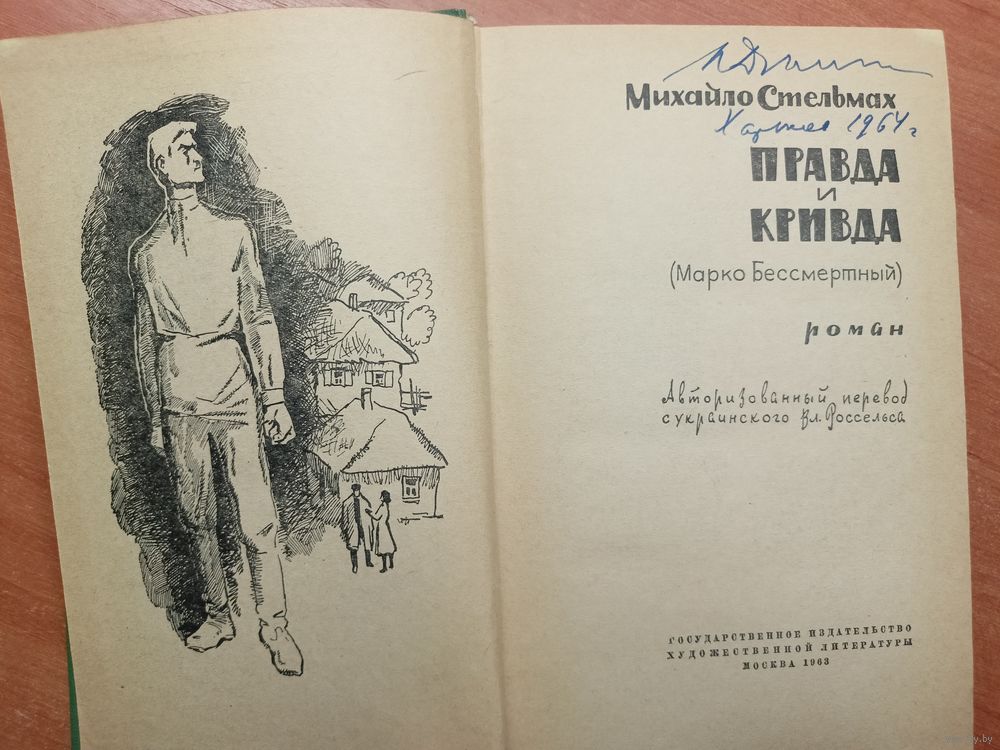 Михайло Стельмах
Харьков 1964 г
ПРАВДА
и
КРИВДА
(Марко Бессмертный)
роман
Авторизованный перевод
с украинского Вл. Россельса
ГОСУДАРСТВЕННОЕ ИЗДАТЕЛЬСТВО
ХУДОЖЕСТВЕННОЙ ЛИТЕРАТУРЫ
МОСКВА 1963